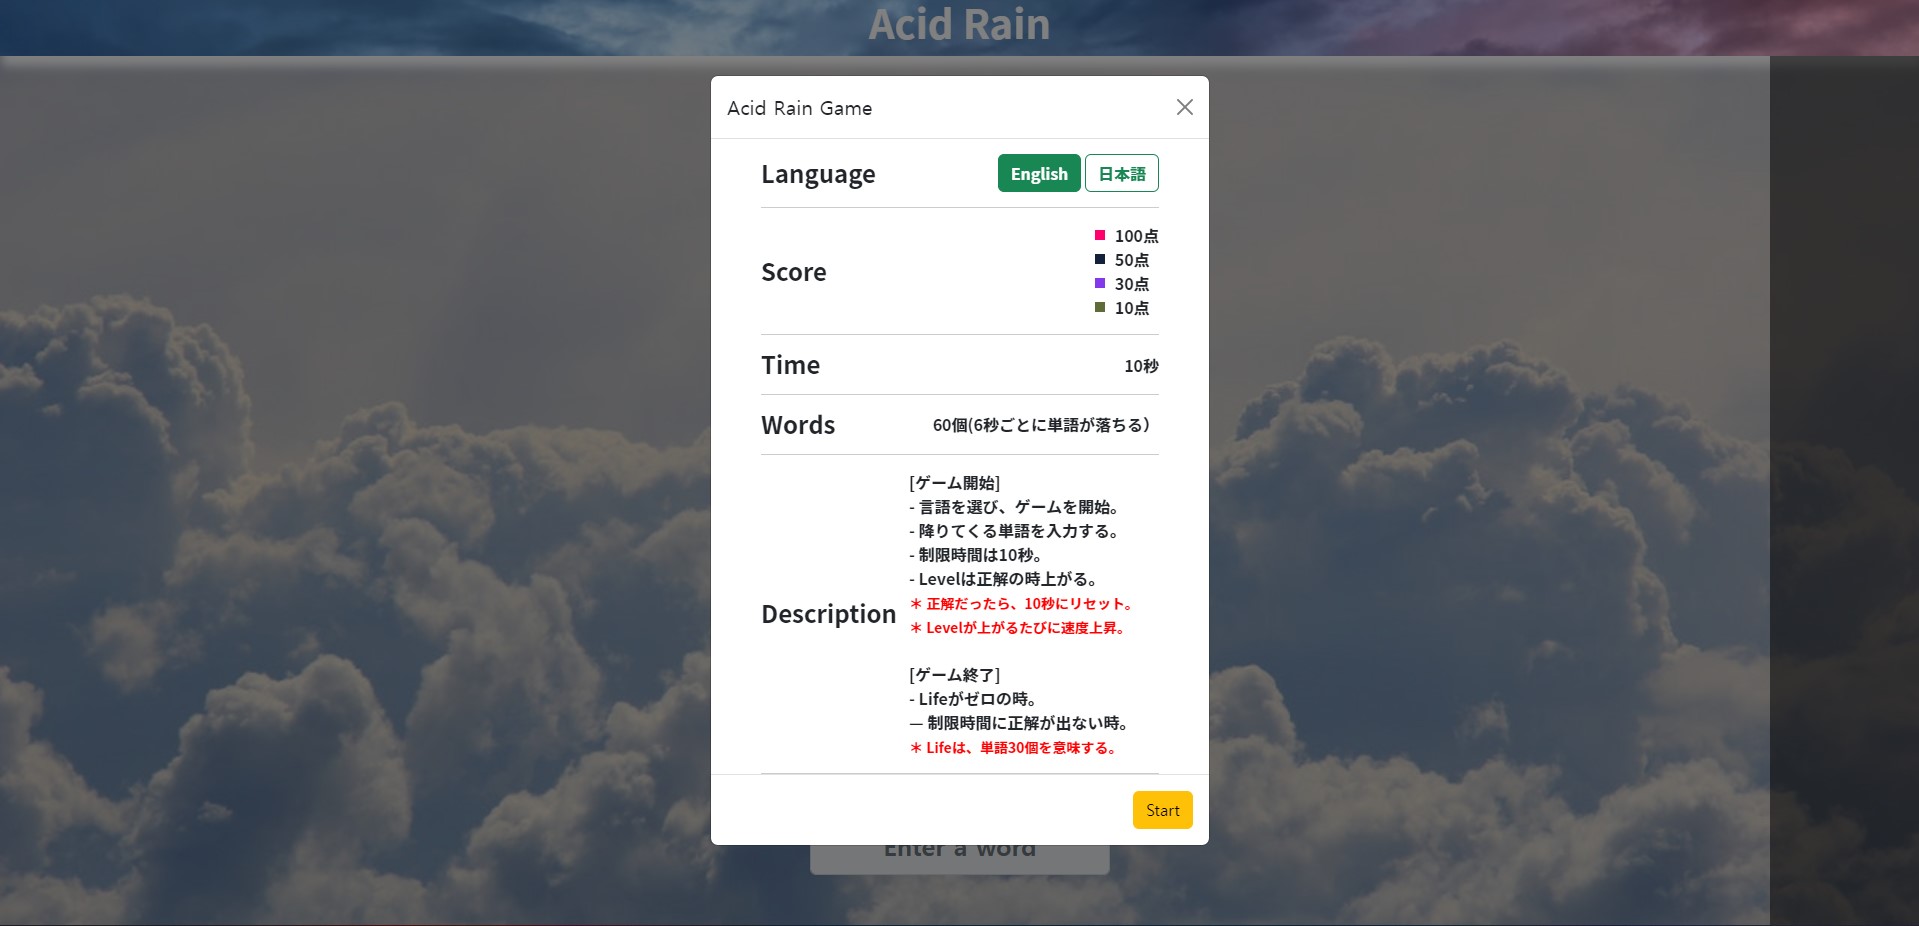 Acid Rain
Acid Rain Game
Language English 日本語
Score
100点
50点
30点
10点
Time 10秒
Words 60個(6秒ごとに単語が落ちる）
Description
[ゲーム開始]
- 言語を選び、ゲームを開始。
- 降りてくる単語を入力する。
- 制限時間は10秒。
- Levelは正解の時上がる。
＊ 正解だったら、10秒にリセット。
＊ Levelが上がるたびに速度上昇。
[ゲーム終了]
- Lifeがゼロの時。
― 制限時間に正解が出ない時。
＊ Lifeは、単語30個を意味する。
Start
Enter a word